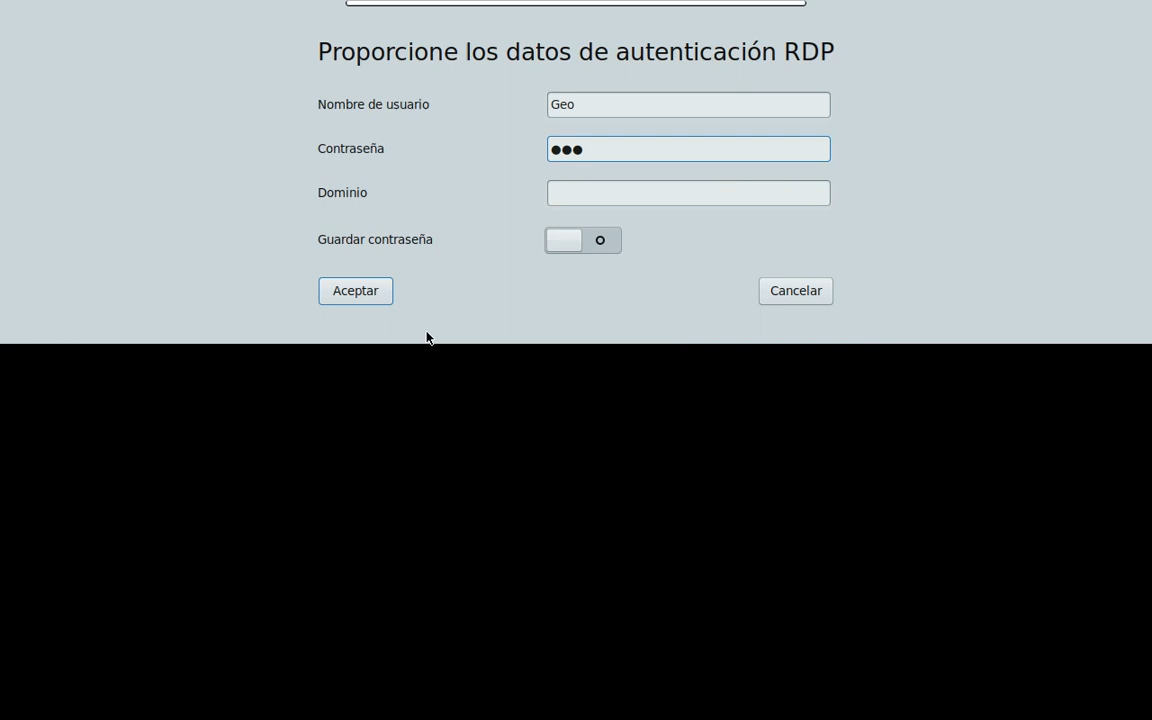 Proporcione los datos de autenticación RDP
Nombre de usuario Geo
Contraseña ●●●
Dominio
Guardar contraseña
Aceptar Cancelar